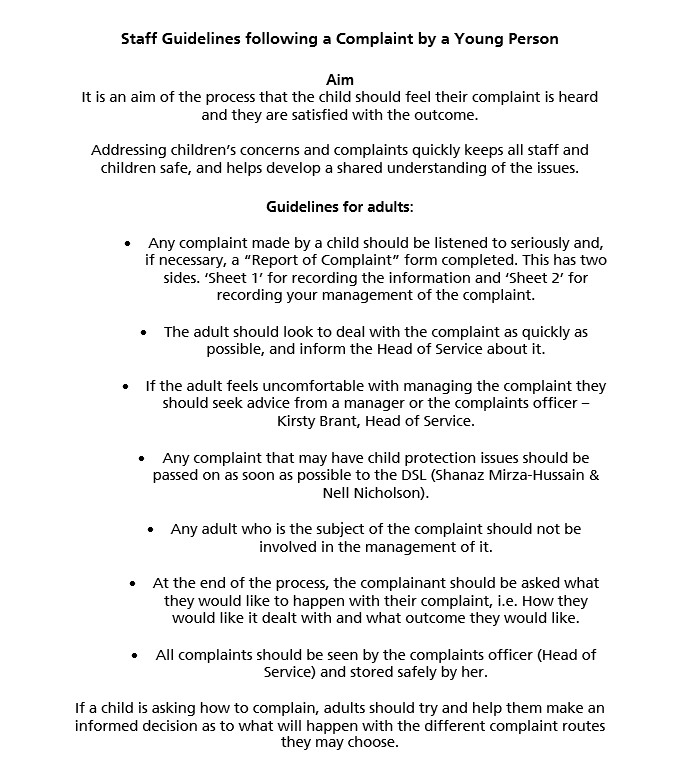 Staff Guidelines following a Complaint by a Young Person
Aim
It is an aim of the process that the child should feel their complaint is heard
and they are satisfied with the outcome.
Addressing children's concerns and complaints quickly keeps all staff and
children safe, and helps develop a shared understanding of the issues.
Guidelines for adults:
• Any complaint made by a child should be listened to seriously and,
if necessary, a "Report of Complaint" form completed. This has two
sides. 'Sheet 1' for recording the information and 'Sheet 2' for
recording your management of the complaint.
• The adult should look to deal with the complaint as quickly as
possible, and inform the Head of Service about it.
• If the adult feels uncomfortable with managing the complaint they
should seek advice from a manager or the complaints officer –
Kirsty Brant, Head of Service.
• Any complaint that may have child protection issues should be
passed on as soon as possible to the DSL (Shanaz Mirza-Hussain &
Nell Nicholson).
• Any adult who is the subject of the complaint should not be
involved in the management of it.
• At the end of the process, the complainant should be asked what
they would like to happen with their complaint, i.e. How they
would like it dealt with and what outcome they would like.
• All complaints should be seen by the complaints officer (Head of
Service) and stored safely by her.
If a child is asking how to complain, adults should try and help them make an
informed decision as to what will happen with the different complaint routes
they may choose.